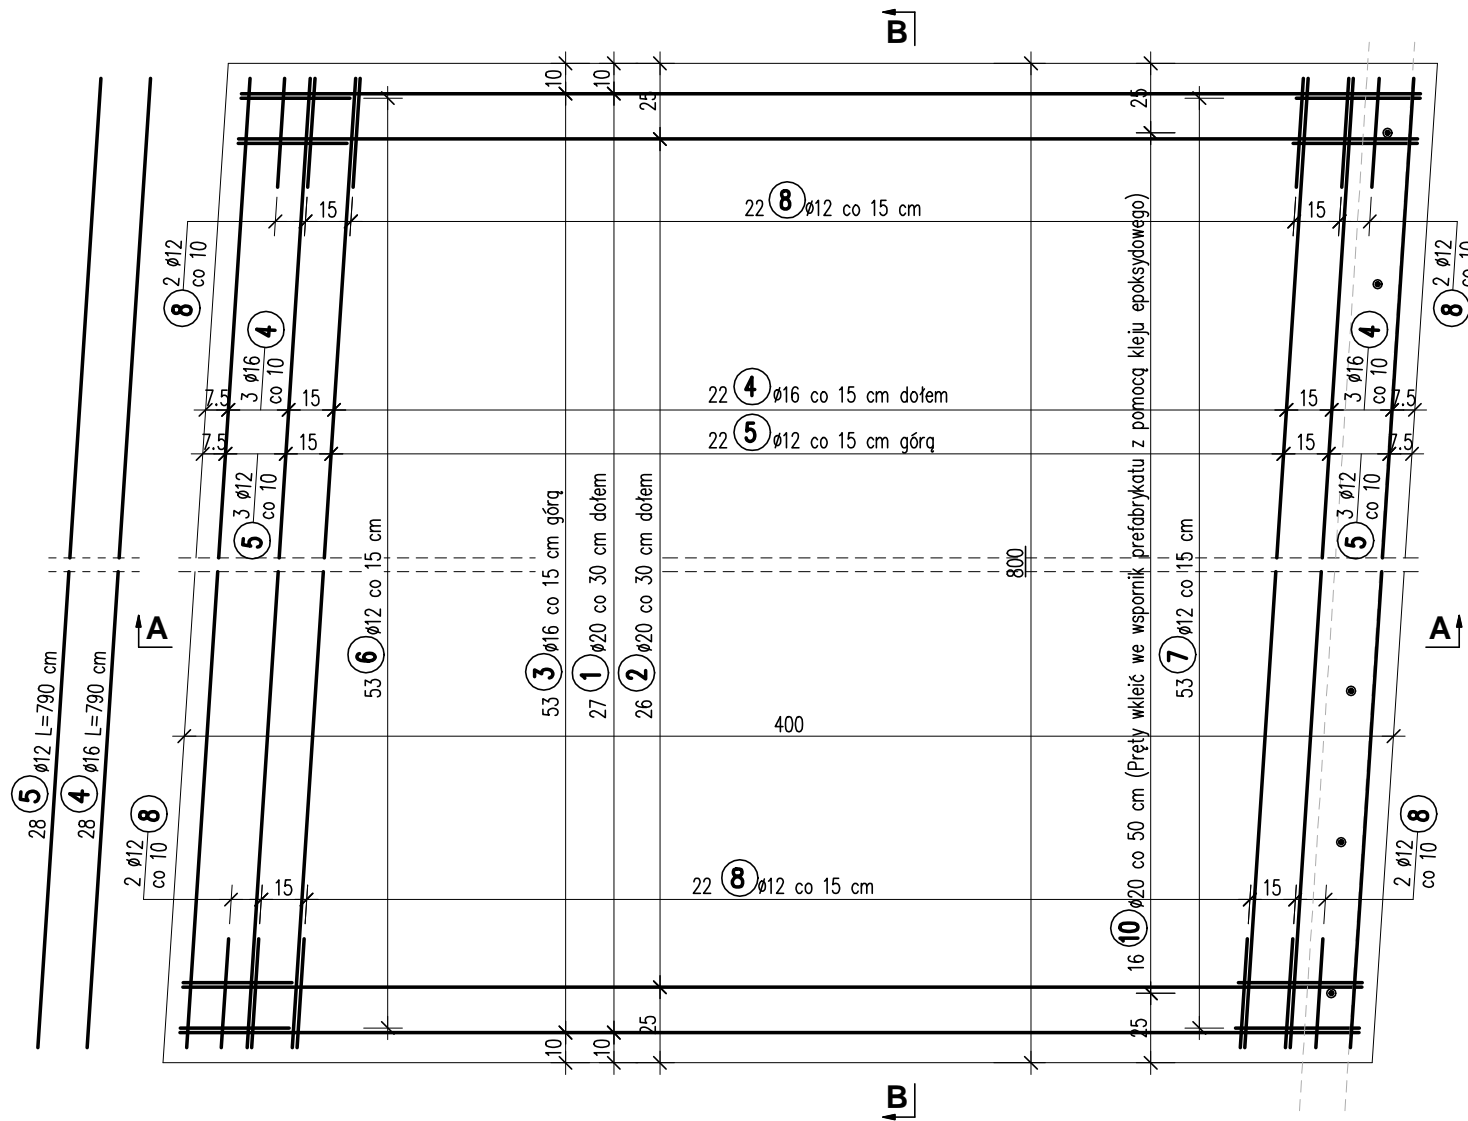 B
10
10
25
25
22 8 ø12 co 15 cm
15
15
2 ø12
co 10
8
2 ø12
co 10
8
3 ø16
co 10
4
3 ø16
co 10
4
22 4 ø16 co 15 cm dołem
7.5
15
15
7.5
22 5 ø12 co 15 cm górą
7.5
15
15
7.5
3 ø12
co 10
5
3 ø12
co 10
5
53 6 ø12 co 15 cm
53 3 ø16 co 15 cm górą
27 1 ø20 co 30 cm dołem
26 2 ø20 co 30 cm dołem
800
16 10 ø20 co 50 cm (Pręty wkleić we wspornik prefabrykatu z pomocą kleju epoksydowego)
53 7 ø12 co 15 cm
A
A
28 5 ø12 L=790 cm
28 4 ø16 L=790 cm
400
2 ø12
co 10
8
2 ø12
co 10
8
22 8 ø12 co 15 cm
15
15
10
10
25
25
B